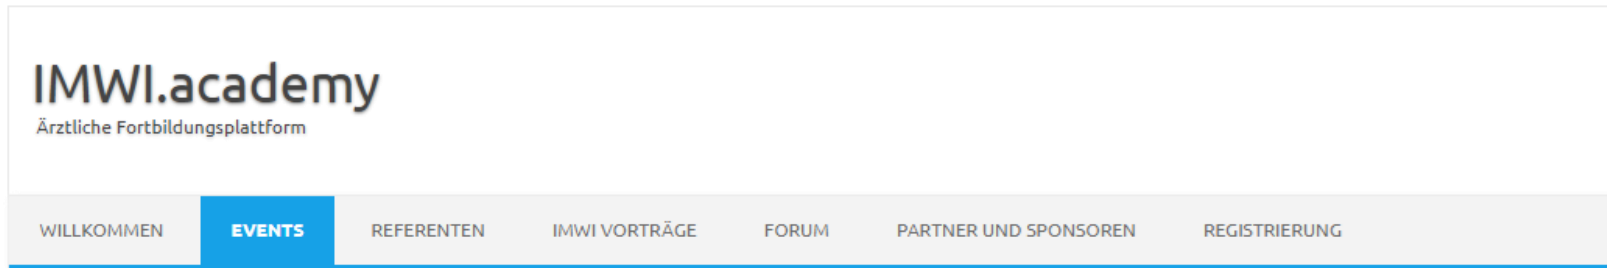 IMWI.academy
Ärztliche Fortbildungsplattform
WILLKOMMEN EVENTS REFERENTEN IMWI VORTRÄGE FORUM PARTNER UND SPONSOREN REGISTRIERUNG